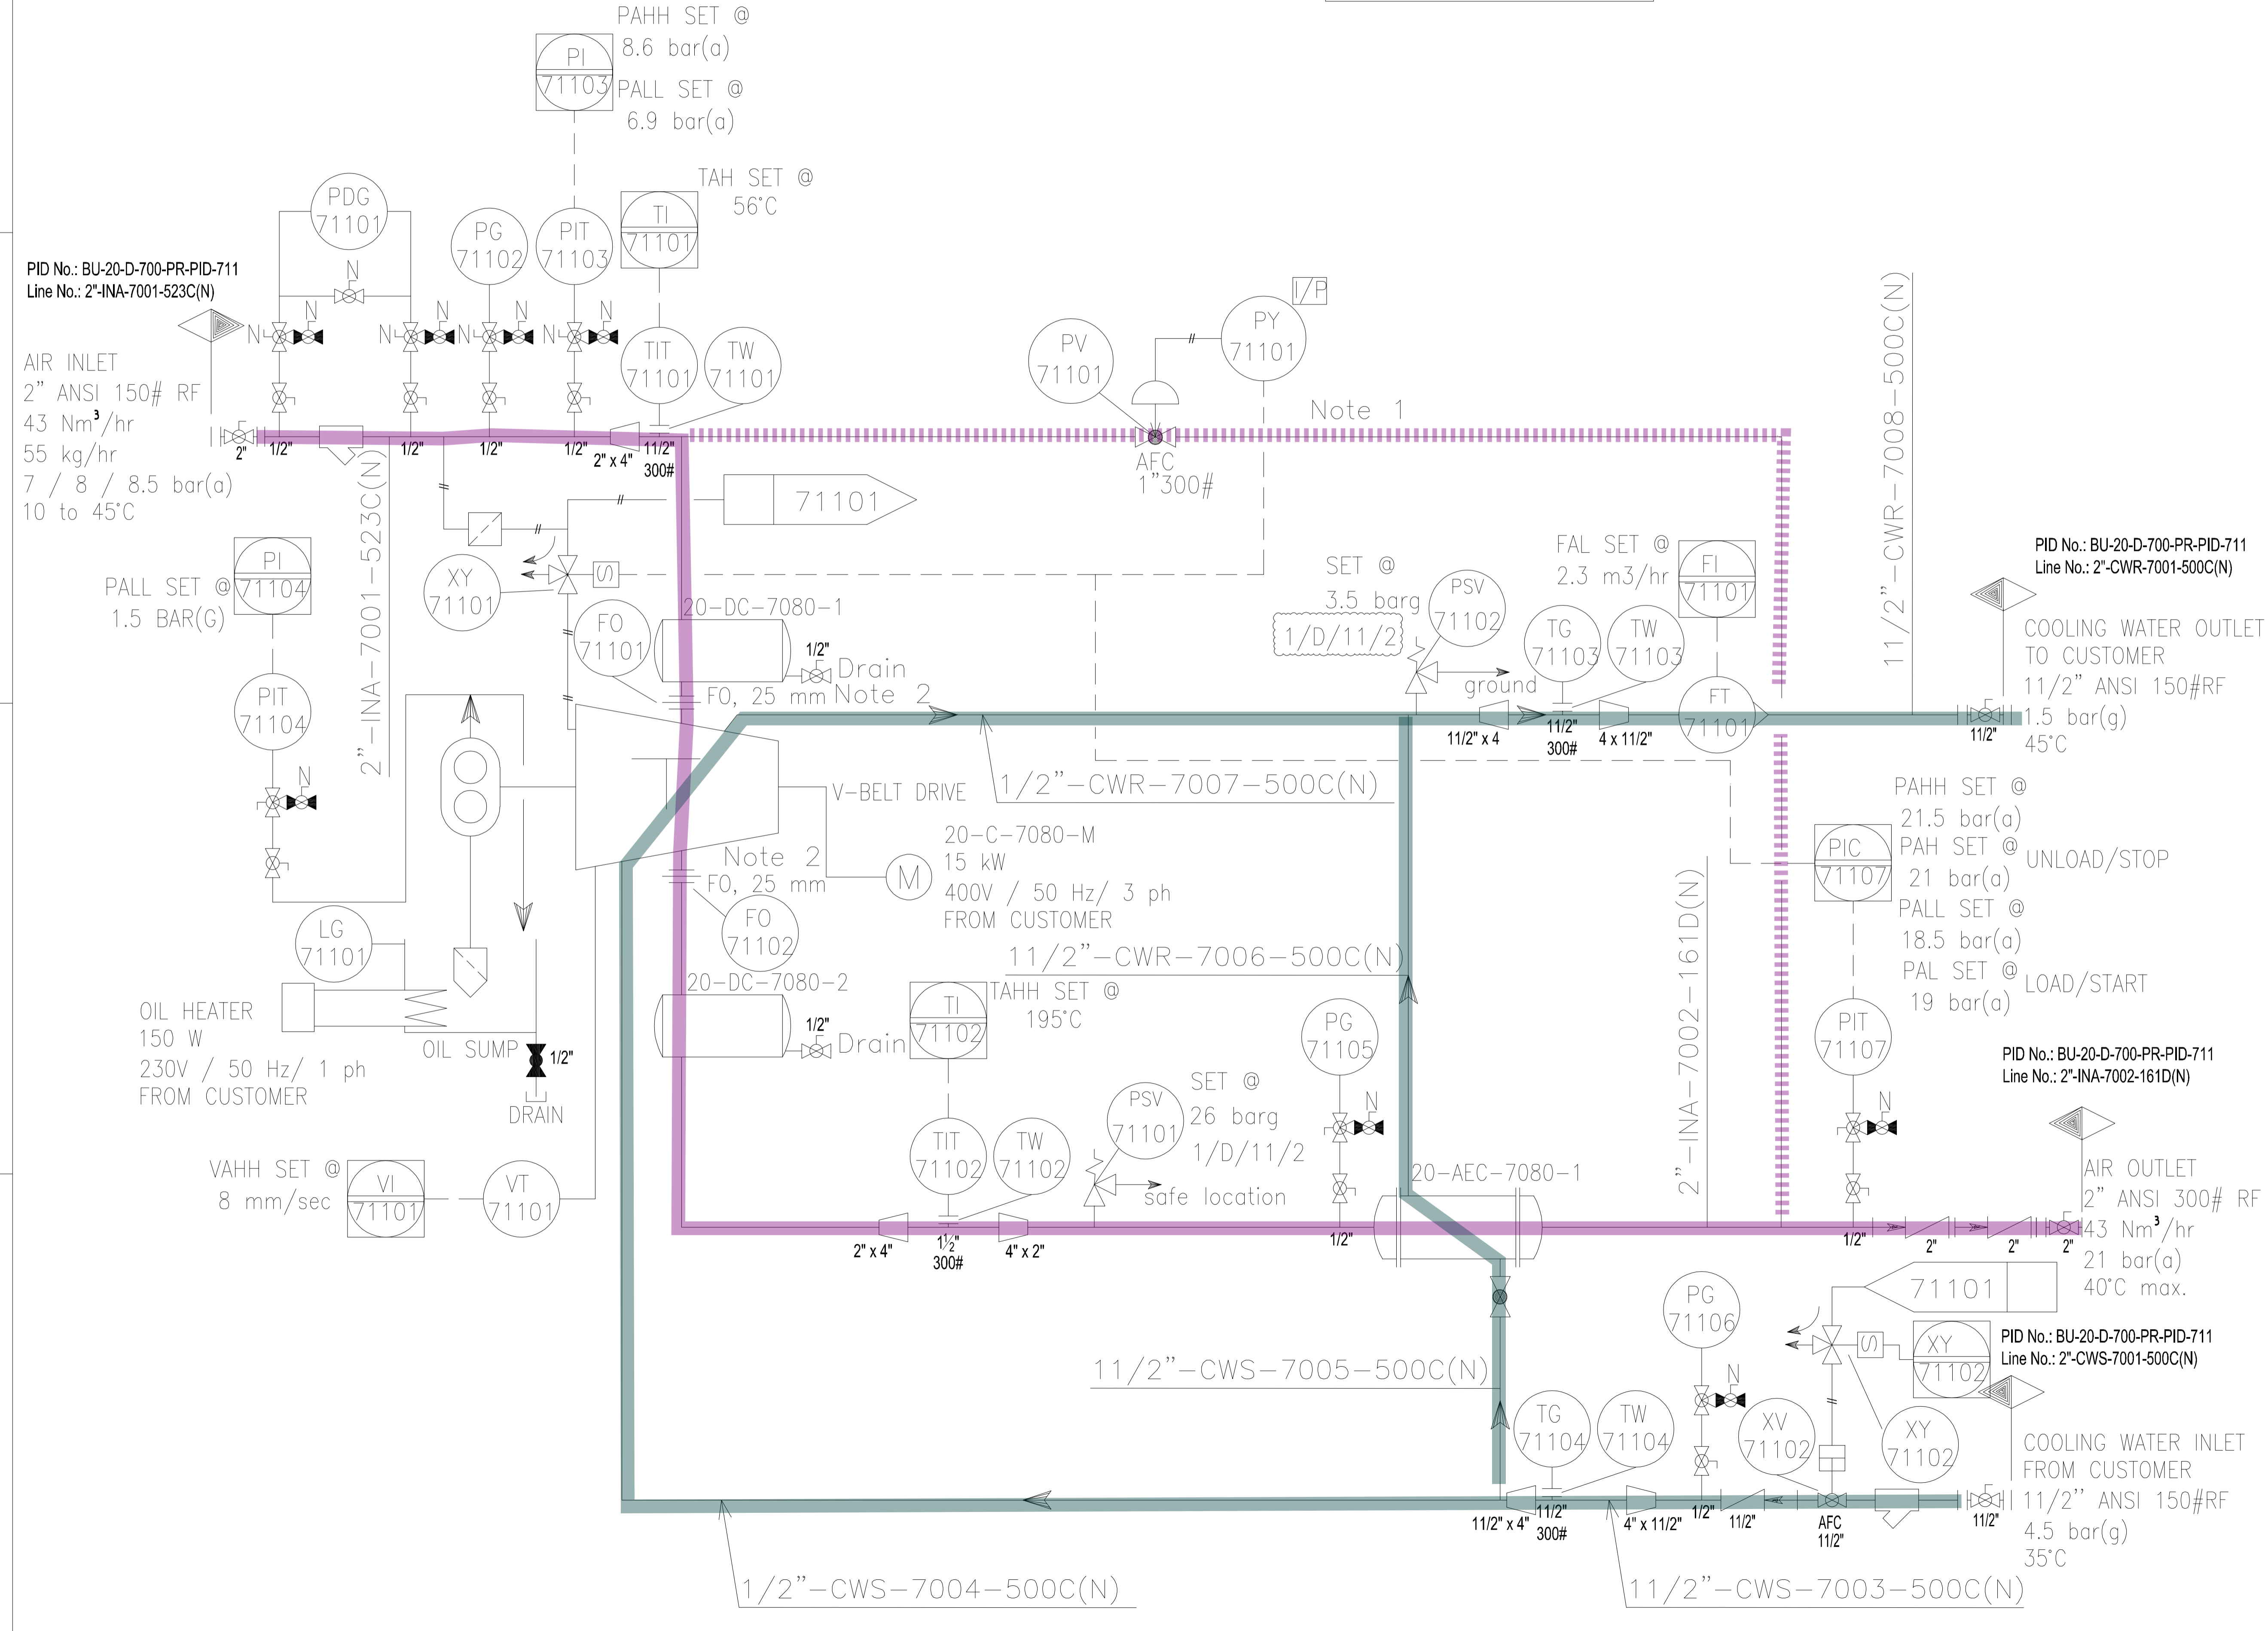 PAHH SET @
8.6 bar(a)
PI
71103
PALL SET @
6.9 bar(a)
TAH SET @
56°C
PDG
71101
PG
71102
PIT
71103
TI
71101
PID No.: BU-20-D-700-PR-PID-711
Line No.: 2"-INA-7001-523C(N)
N
N
N
N
N
N
N
N
N
AIR INLET
2" ANSI 150# RF
43 Nm³/hr
55 kg/hr
7 / 8 / 8.5 bar(a)
10 to 45°C
TIT
71101
TW
71101
PV
71101
PY
71101
I/P
Note 1
2"
1/2"
1/2"
1/2"
1/2"
2" x 4"
11/2"
300#
AFC
1"300#
11/2"-CWR-7008-500C(N)
2"-INA-7001-523C(N)
71101
PI
71104
PALL SET @
1.5 BAR(G)
XY
71101
S
FO
71101
20-DC-7080-1
1/2"
Drain
FO, 25 mm Note 2
SET @
3.5 barg
1/D/11/2
PSV
71102
ground
FAL SET @
2.3 m3/hr
FI
71101
TG
71103
TW
71103
FT
71101
11/2" x 4
11/2"
300#
4 x 11/2"
PID No.: BU-20-D-700-PR-PID-711
Line No.: 2"-CWR-7001-500C(N)
COOLING WATER OUTLET
TO CUSTOMER
11/2" ANSI 150#RF
1.5 bar(g)
45°C
11/2"
PIT
71104
N
V-BELT DRIVE
1/2"-CWR-7007-500C(N)
20-C-7080-M
15 kW
400V / 50 Hz/ 3 ph
FROM CUSTOMER
M
Note 2
FO, 25 mm
FO
71102
11/2"-CWR-7006-500C(N)
PAHH SET @
21.5 bar(a)
PAH SET @
21 bar(a)
UNLOAD/STOP
PALL SET @
18.5 bar(a)
PAL SET @
19 bar(a)
LOAD/START
PIC
71107
PIT
71107
N
2"-INA-7002-161D(N)
LG
71101
OIL HEATER
150 W
230V / 50 Hz/ 1 ph
FROM CUSTOMER
OIL SUMP
1/2"
DRAIN
20-DC-7080-2
1/2"
Drain
TI
71102
TAHH SET @
195°C
PG
71105
N
PSV
71101
SET @
26 barg
1/D/11/2
safe location
TIT
71102
TW
71102
VAHH SET @
8 mm/sec
VI
71101
VT
71101
2" x 4"
1½"
300#
4" x 2"
1/2"
20-AEC-7080-1
1/2"
2"
2"
2"
PID No.: BU-20-D-700-PR-PID-711
Line No.: 2"-INA-7002-161D(N)
AIR OUTLET
2" ANSI 300# RF
43 Nm³/hr
21 bar(a)
40°C max.
71101
PG
71106
N
S
XY
71102
PID No.: BU-20-D-700-PR-PID-711
Line No.: 2"-CWS-7001-500C(N)
11/2"-CWS-7005-500C(N)
TG
71104
TW
71104
XV
71102
XY
71102
11/2" x 4"
11/2"
300#
4" x 11/2"
1/2"
11/2"
AFC
11/2"
11/2"
COOLING WATER INLET
FROM CUSTOMER
11/2" ANSI 150#RF
4.5 bar(g)
35°C
1/2"-CWS-7004-500C(N)
11/2"-CWS-7003-500C(N)